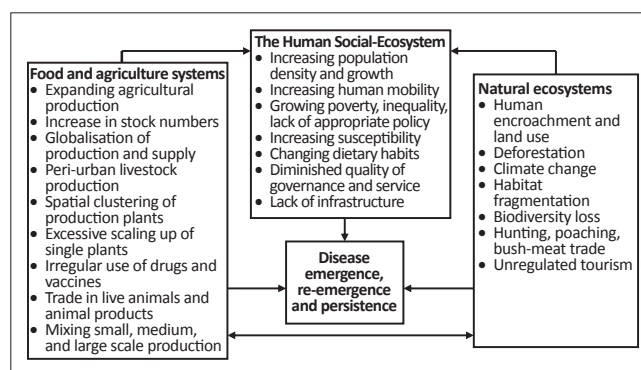 Food and agriculture systems
• Expanding agricultural
production
• Increase in stock numbers
• Globalisation of
production and supply
• Peri-urban livestock
production
• Spatial clustering of
production plants
• Excessive scaling up of
single plants
• Irregular use of drugs and
vaccines
• Trade in live animals and
animal products
• Mixing small, medium,
and large scale production
The Human Social-Ecosystem
• Increasing population
density and growth
• Increasing human mobility
• Growing poverty, inequality,
lack of appropriate policy
• Increasing susceptibility
• Changing dietary habits
• Diminished quality of
governance and service
• Lack of infrastructure
Disease
emergence,
re-emergence
and persistence
Natural ecosystems
• Human
encroachment and
land use
• Deforestation
• Climate change
• Habitat
fragmentation
• Biodiversity loss
• Hunting, poaching,
bush-meat trade
• Unregulated tourism